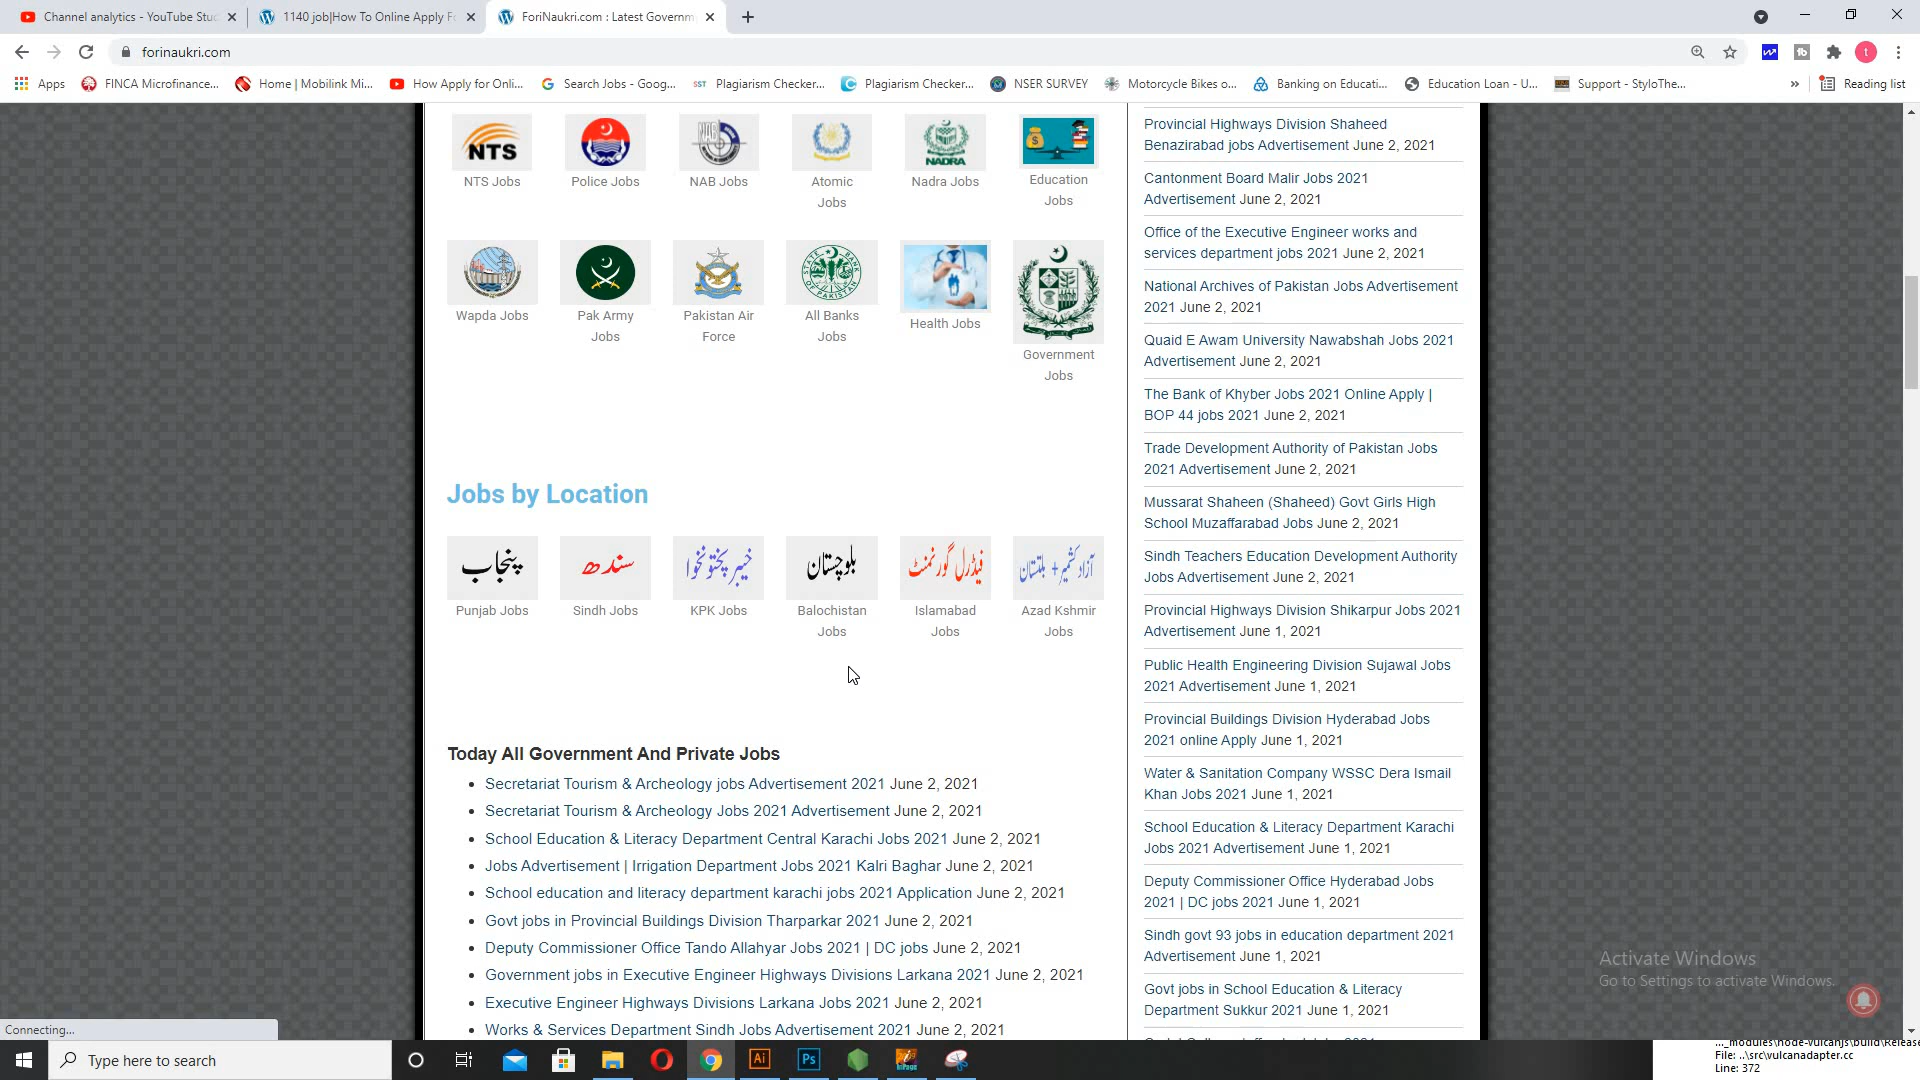 Channel analytics - YouTube Stu
1140 job|How To Online Apply F
ForiNaukri.com : Latest Governm
forinaukri.com
t
Apps
FINCA Microfinance...
Home | Mobilink Mi...
How Apply for Onli...
Search Jobs - Goog...
SST
Plagiarism Checker...
Plagiarism Checker...
NSER SURVEY
Motorcycle Bikes o...
Banking on Educati...
Education Loan - U...
Support - StyloThe...
»
Reading list
NTS
NADRA
NTS Jobs
Police Jobs
NAB Jobs
Atomic
Jobs
Nadra Jobs
Education
Jobs
Wapda Jobs
Pak Army
Jobs
Pakistan Air
Force
All Banks
Jobs
Health Jobs
Government
Jobs
Jobs by Location
پنجاب
سندھ
خیبر پختونخوا
بلوچستان
فیڈرل گورنمنٹ
آزاد کشمیر + بلتستان
Punjab Jobs
Sindh Jobs
KPK Jobs
Balochistan
Jobs
Islamabad
Jobs
Azad Kshmir
Jobs
Today All Government And Private Jobs
Secretariat Tourism & Archeology jobs Advertisement 2021 June 2, 2021
Secretariat Tourism & Archeology Jobs 2021 Advertisement June 2, 2021
School Education & Literacy Department Central Karachi Jobs 2021 June 2, 2021
Jobs Advertisement | Irrigation Department Jobs 2021 Kalri Baghar June 2, 2021
School education and literacy department karachi jobs 2021 Application June 2, 2021
Govt jobs in Provincial Buildings Division Tharparkar 2021 June 2, 2021
Deputy Commissioner Office Tando Allahyar Jobs 2021 | DC jobs June 2, 2021
Government jobs in Executive Engineer Highways Divisions Larkana 2021 June 2, 2021
Executive Engineer Highways Divisions Larkana Jobs 2021 June 2, 2021
Works & Services Department Sindh Jobs Advertisement 2021 June 2, 2021
Provincial Highways Division Shaheed
Benazirabad jobs Advertisement June 2, 2021
Cantonment Board Malir Jobs 2021
Advertisement June 2, 2021
Office of the Executive Engineer works and
services department jobs 2021 June 2, 2021
National Archives of Pakistan Jobs Advertisement
2021 June 2, 2021
Quaid E Awam University Nawabshah Jobs 2021
Advertisement June 2, 2021
The Bank of Khyber Jobs 2021 Online Apply |
BOP 44 jobs 2021 June 2, 2021
Trade Development Authority of Pakistan Jobs
2021 Advertisement June 2, 2021
Mussarat Shaheen (Shaheed) Govt Girls High
School Muzaffarabad Jobs June 2, 2021
Sindh Teachers Education Development Authority
Jobs Advertisement June 2, 2021
Provincial Highways Division Shikarpur Jobs 2021
Advertisement June 1, 2021
Public Health Engineering Division Sujawal Jobs
2021 Advertisement June 1, 2021
Provincial Buildings Division Hyderabad Jobs
2021 online Apply June 1, 2021
Water & Sanitation Company WSSC Dera Ismail
Khan Jobs 2021 June 1, 2021
School Education & Literacy Department Karachi
Jobs 2021 Advertisement June 1, 2021
Deputy Commissioner Office Hyderabad Jobs
2021 | DC jobs 2021 June 1, 2021
Sindh govt 93 jobs in education department 2021
Advertisement June 1, 2021
Govt jobs in School Education & Literacy
Department Sukkur 2021 June 1, 2021
Activate Windows
Go to Settings to activate Windows.
Connecting...
Type here to search
Ai
Ps
..._modules\node-vulcanjs\build\Release
File: ..\src\vulcanadapter.cc
Line: 372